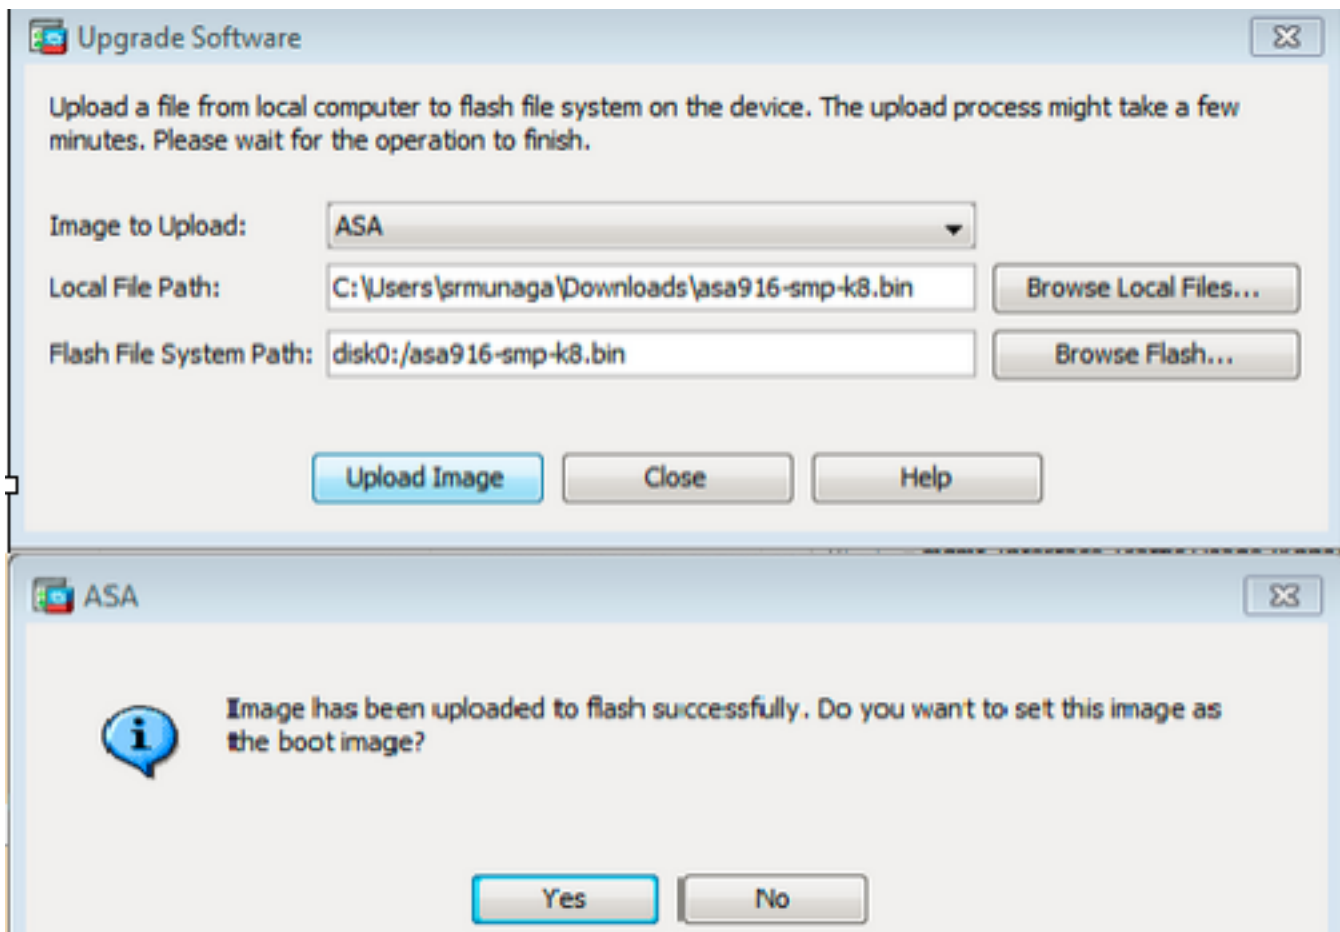 Upgrade Software
Upload a file from local computer to flash file system on the device. The upload process might take a few
minutes. Please wait for the operation to finish.
Image to Upload: ASA
Local File Path: C:\Users\srmunaga\Downloads\asa916-smp-k8.bin Browse Local Files...
Flash File System Path: disk0:/asa916-smp-k8.bin Browse Flash...
Upload Image Close Help
ASA
Image has been uploaded to flash successfully. Do you want to set this image as
the boot image?
Yes No